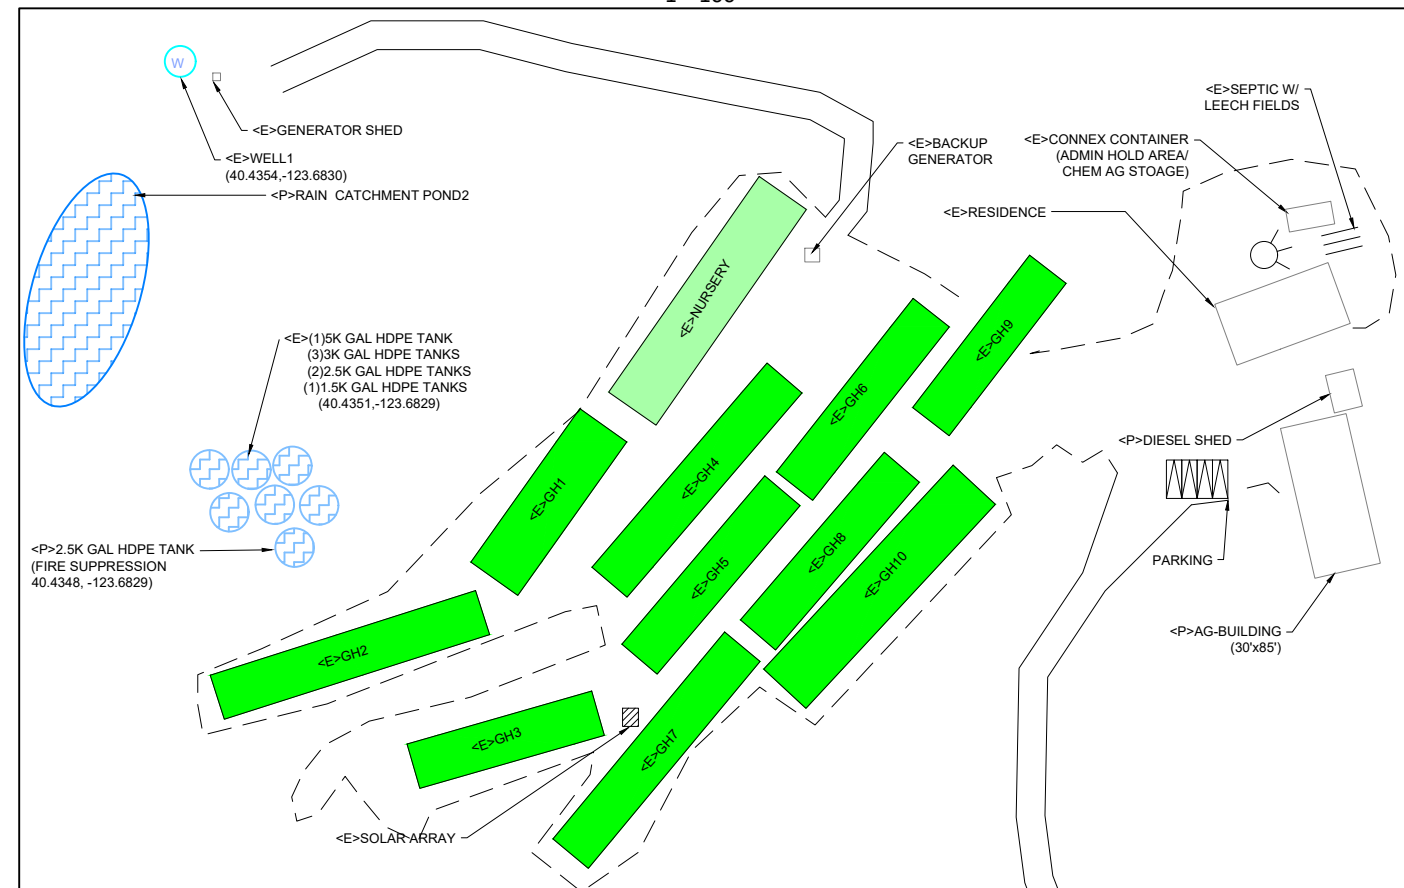 W
<E>GENERATOR SHED
<E>WELL1
(40.4354,-123.6830)
<P>RAIN  CATCHMENT POND2
<E>BACKUP
GENERATOR
<E>SEPTIC W/
LEECH FIELDS
<E>CONNEX CONTAINER
(ADMIN HOLD AREA/
CHEM AG STOAGE)
<E>RESIDENCE
<E>NURSERY
<E>GH9
<E>(1)5K GAL HDPE TANK
(3)3K GAL HDPE TANKS
(2)2.5K GAL HDPE TANKS
(1)1.5K GAL HDPE TANKS
(40.4351,-123.6829)
<E>GH6
<P>DIESEL SHED
<E>GH4
<E>GH1
<P>2.5K GAL HDPE TANK
(FIRE SUPPRESSION
40.4348, -123.6829)
<E>GH8
<E>GH5
<E>GH10
PARKING
<P>AG-BUILDING
(30'x85')
<E>GH2
<E>GH3
<E>GH7
<E>SOLAR ARRAY